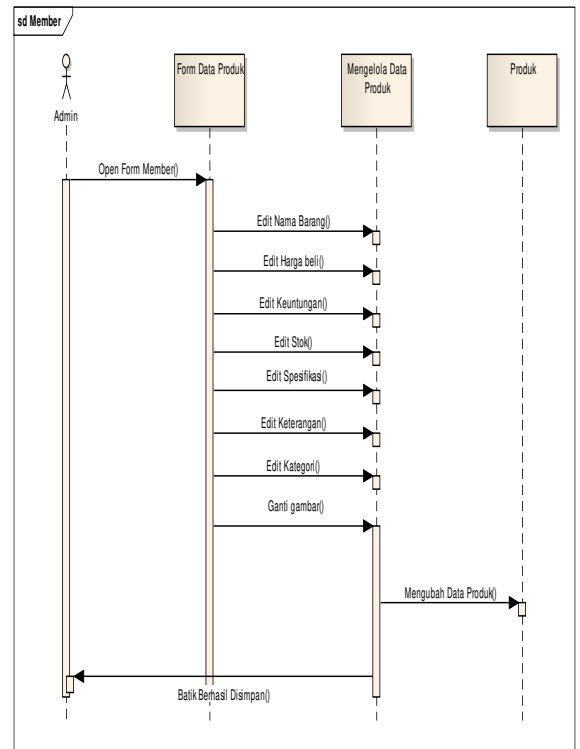 sd Member
Admin
Form Data Produk
Mengelola Data
Produk
Produk
Open Form Member()
Edit Nama Barang()
Edit Harga beli()
Edit Keuntungan()
Edit Stok()
Edit Spesifikasi()
Edit Keterangan()
Edit Kategori()
Ganti gambar()
Mengubah Data Produk()
Batik Berhasil Disimpan()